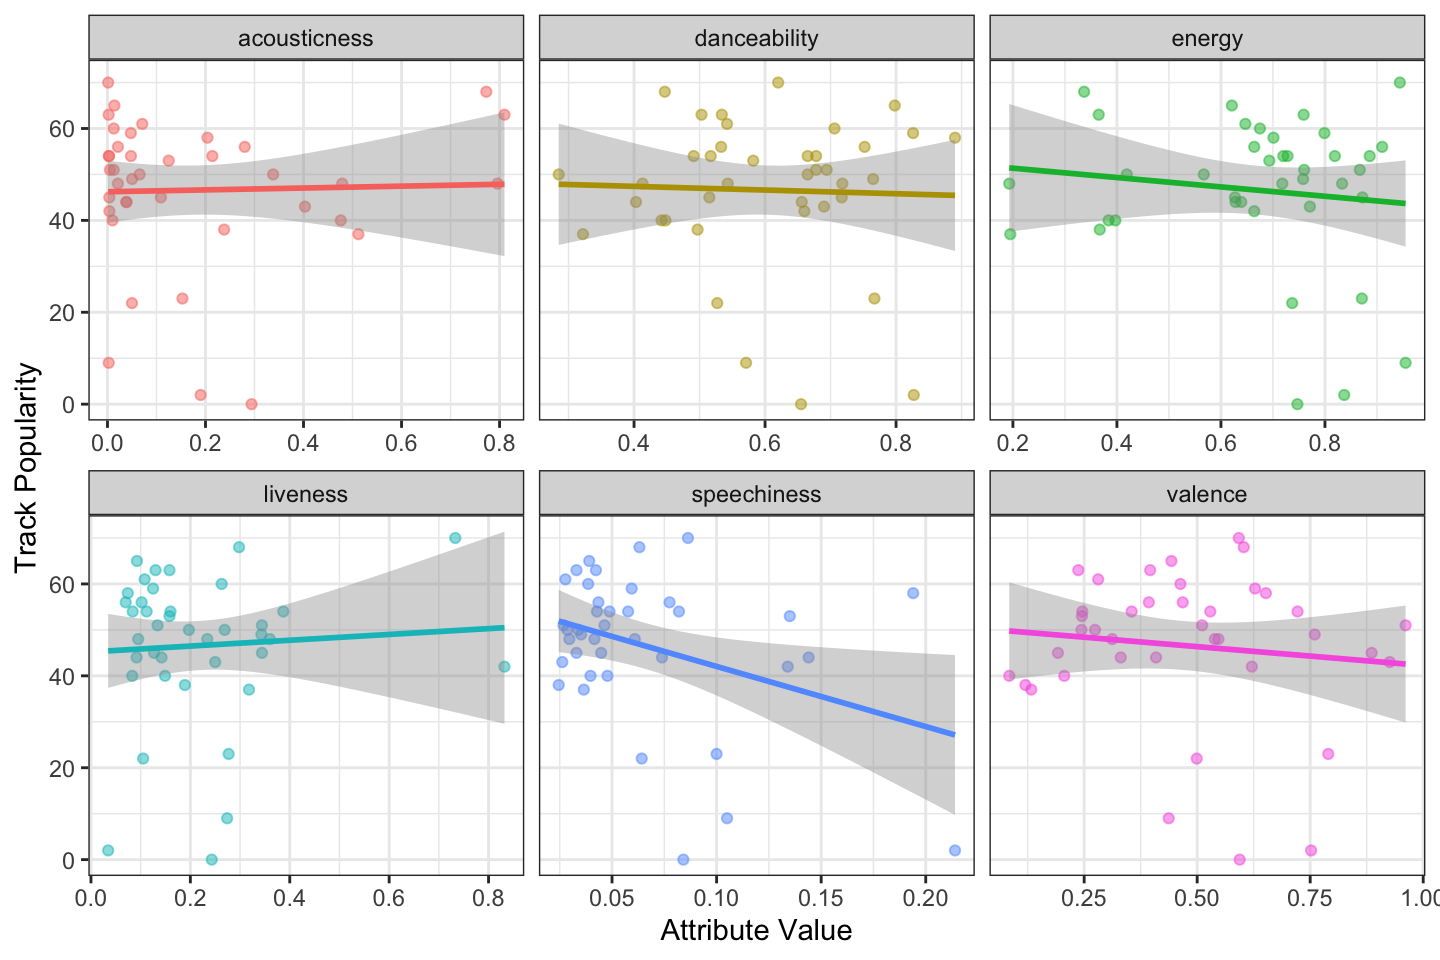 acousticness danceability energy
60
40
20
0
0.0 0.2 0.4 0.6 0.8 0.4 0.6 0.8 0.2 0.4 0.6 0.8
Track Popularity
liveness speechiness valence
60
40
20
0
0.0 0.2 0.4 0.6 0.8 0.05 0.10 0.15 0.20 0.25 0.50 0.75 1.00
Attribute Value